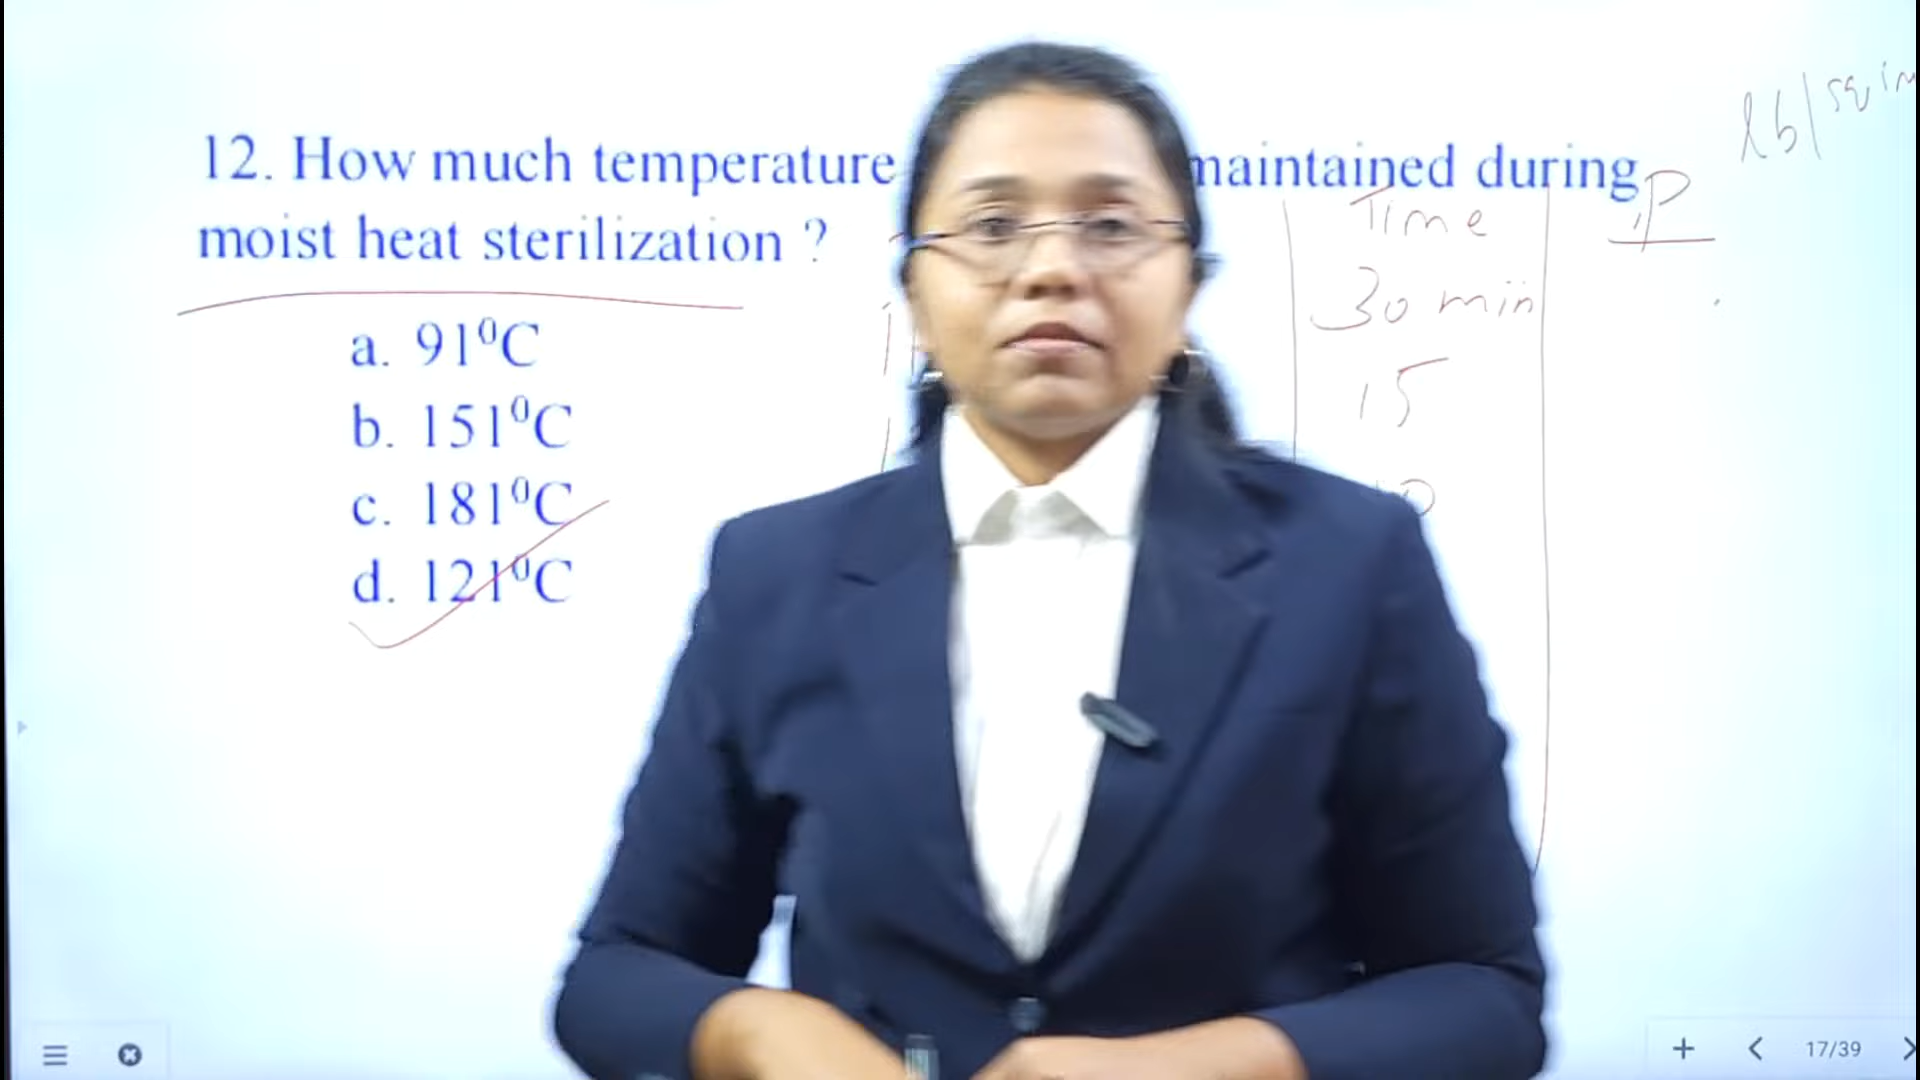 12. How much temperature maintained during
moist heat sterilization ?
a. 91⁰C
b. 151⁰C
c. 181⁰C
d. 121⁰C
Time
30 min
15
P
lb/sq in
17/39